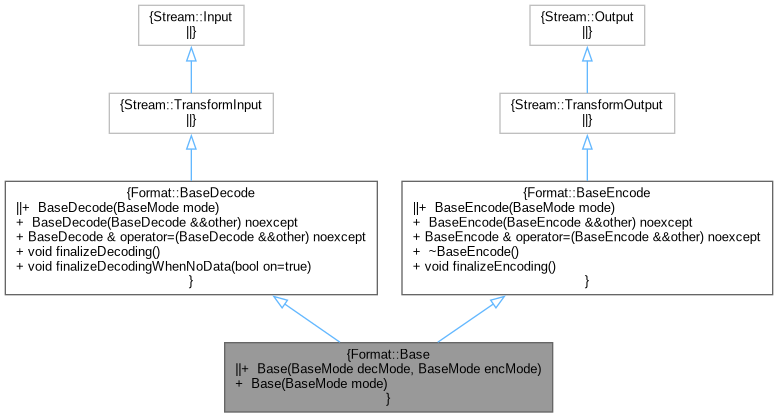 {Stream::Input
||}
{Stream::Output
||}
{Stream::TransformInput
||}
{Stream::TransformOutput
||}
{Format::BaseDecode
||+  BaseDecode(BaseMode mode)
+  BaseDecode(BaseDecode &&other) noexcept
+ BaseDecode & operator=(BaseDecode &&other) noexcept
+ void finalizeDecoding()
+ void finalizeDecodingWhenNoData(bool on=true)
}
{Format::BaseEncode
||+  BaseEncode(BaseMode mode)
+  BaseEncode(BaseEncode &&other) noexcept
+ BaseEncode & operator=(BaseEncode &&other) noexcept
+  ~BaseEncode()
+ void finalizeEncoding()
}
{Format::Base
||+  Base(BaseMode decMode, BaseMode encMode)
+  Base(BaseMode mode)
}